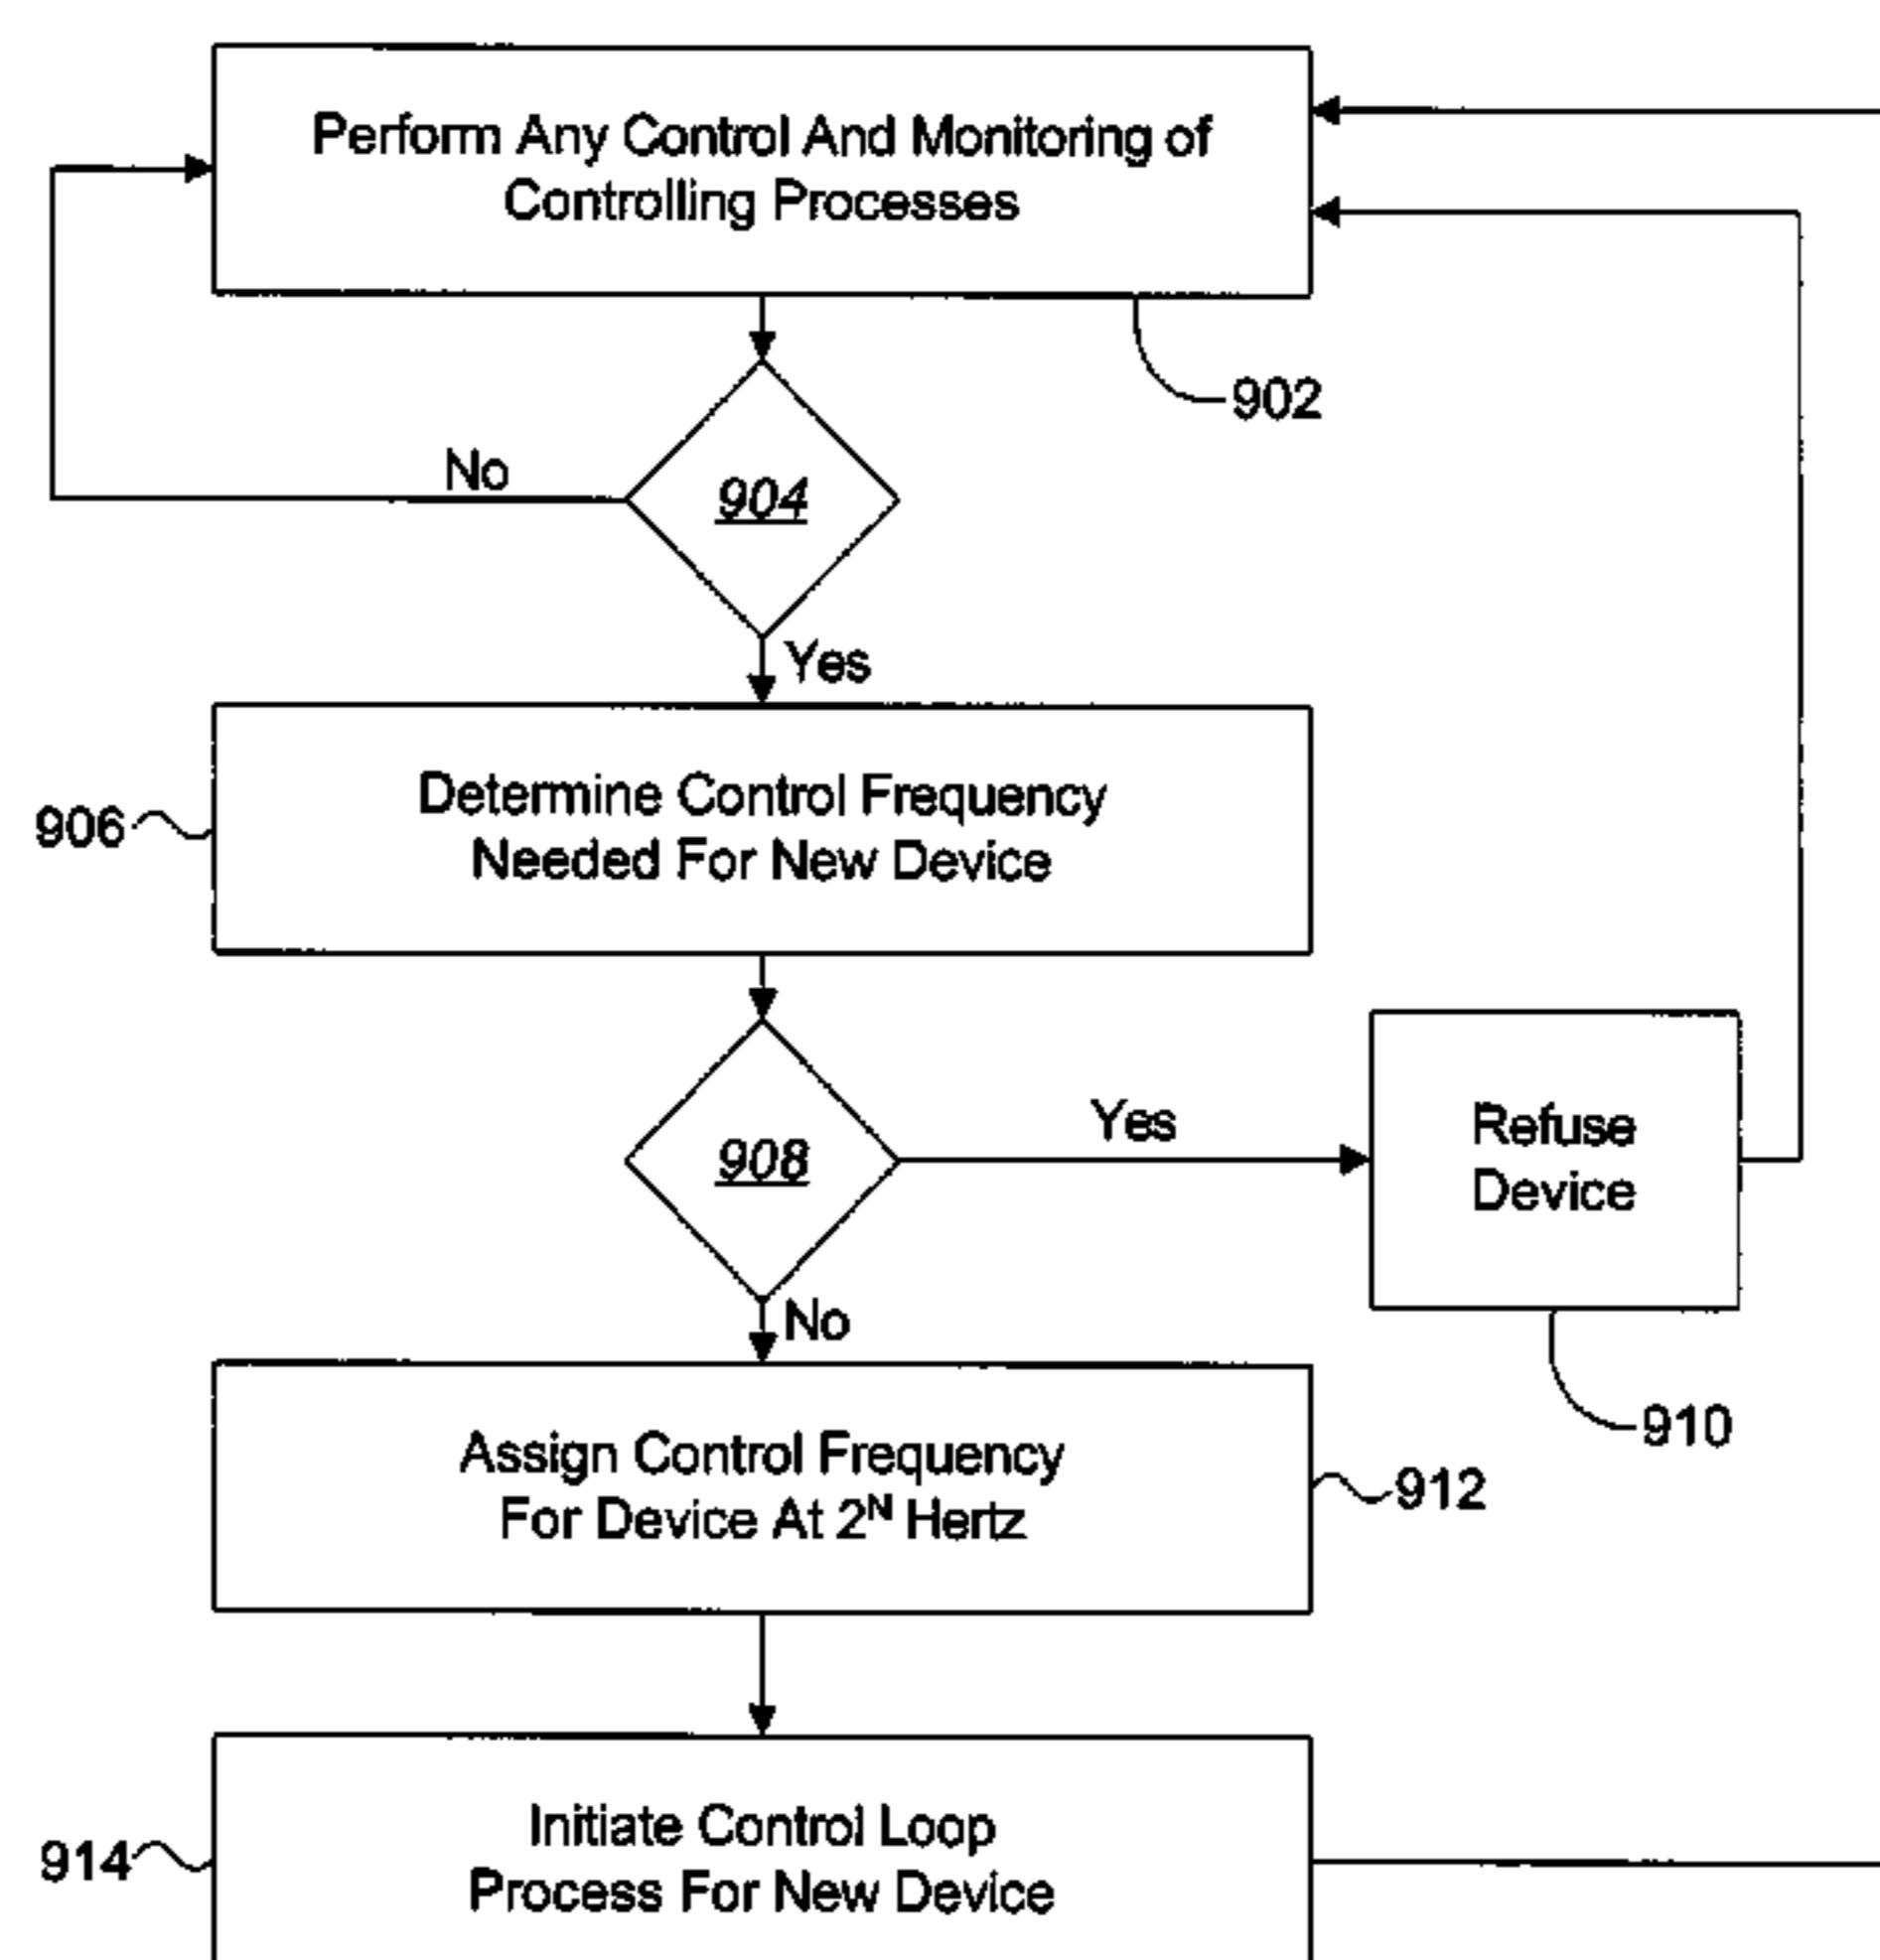 Perform Any Control And Monitoring of
Controlling Processes
902
No
904
Yes
Determine Control Frequency
Needed For New Device
906
908
Yes
Refuse
Device
910
No
Assign Control Frequency
For Device At 2ᴺ Hertz
912
Initiate Control Loop
Process For New Device
914